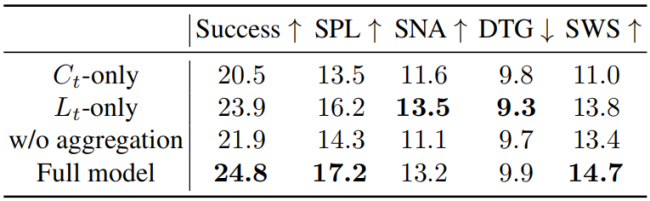 Success ↑ SPL ↑ SNA ↑ DTG ↓ SWS ↑
Cₜ-only 20.5 13.5 11.6 9.8 11.0
Lₜ-only 23.9 16.2 13.5 9.3 13.8
w/o aggregation 21.9 14.3 11.1 9.7 13.4
Full model 24.8 17.2 13.2 9.9 14.7